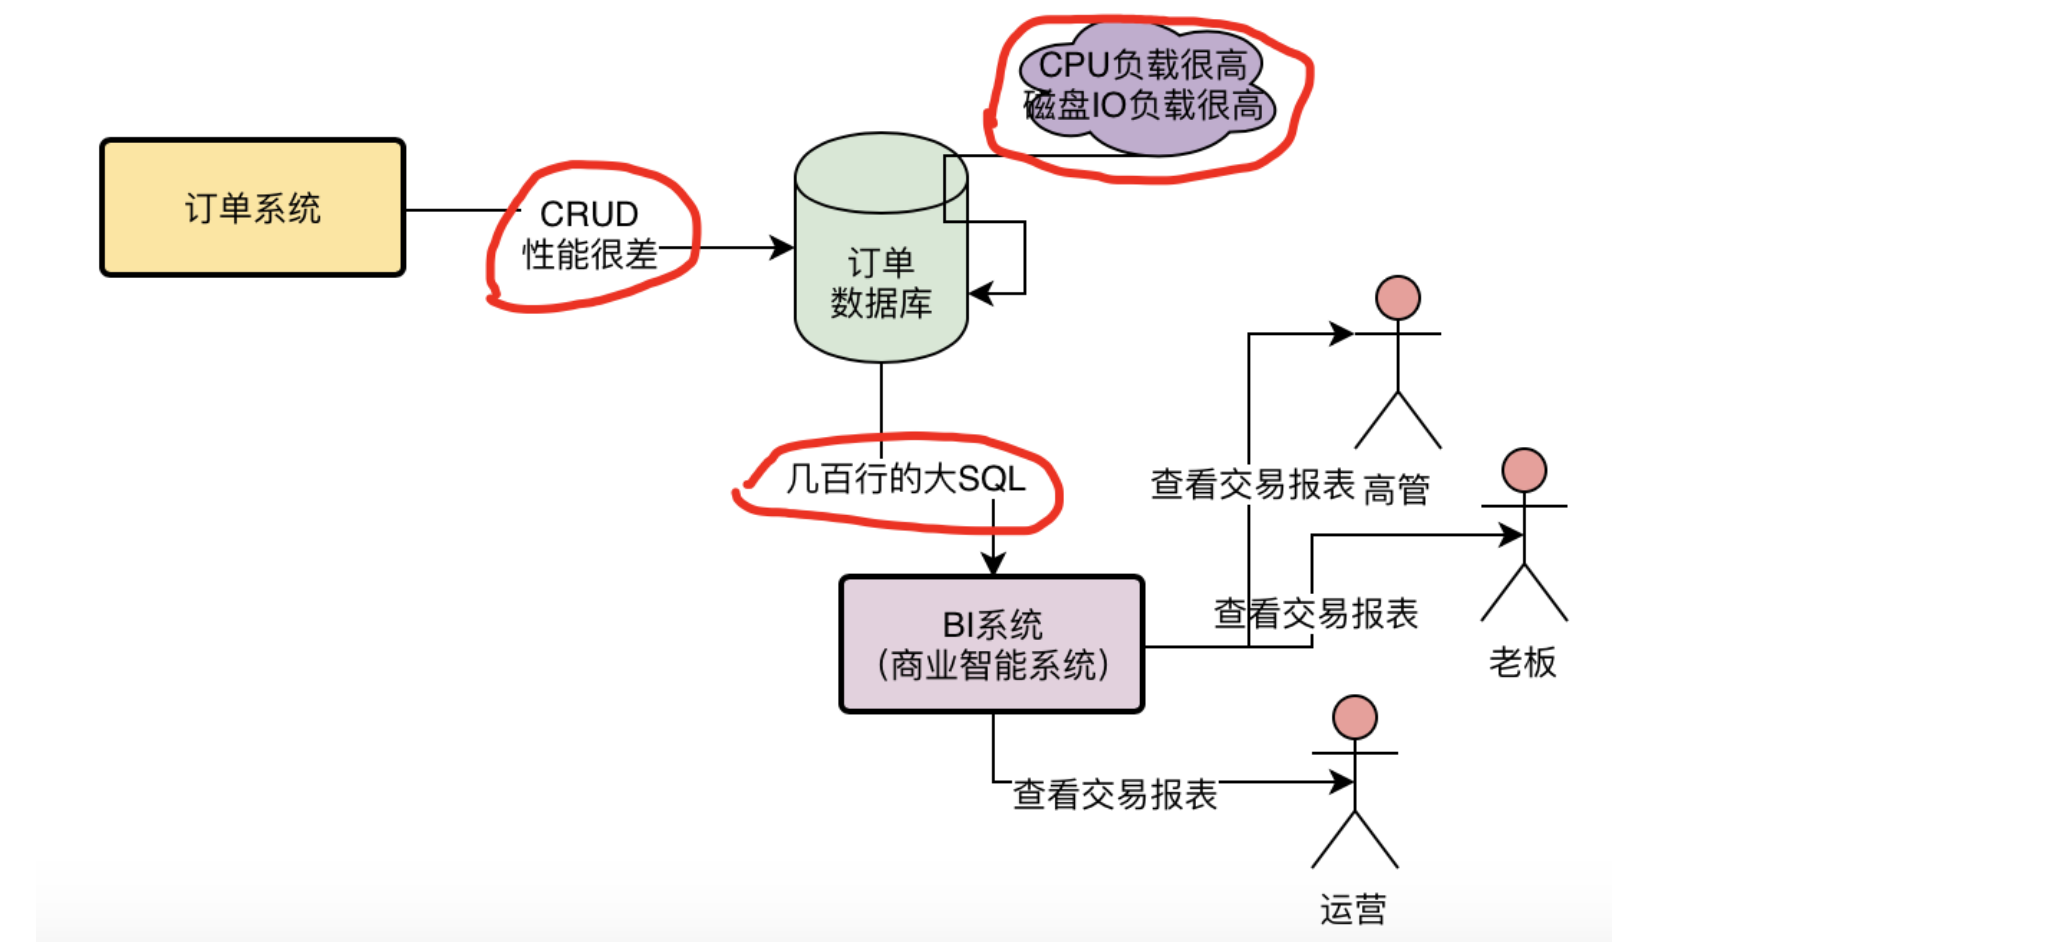 CPU负载很高
磁盘IO负载很高
订单系统
CRUD
性能很差
订单
数据库
几百行的大SQL
查看交易报表
高管
BI系统
（商业智能系统）
查看交易报表
老板
查看交易报表
运营